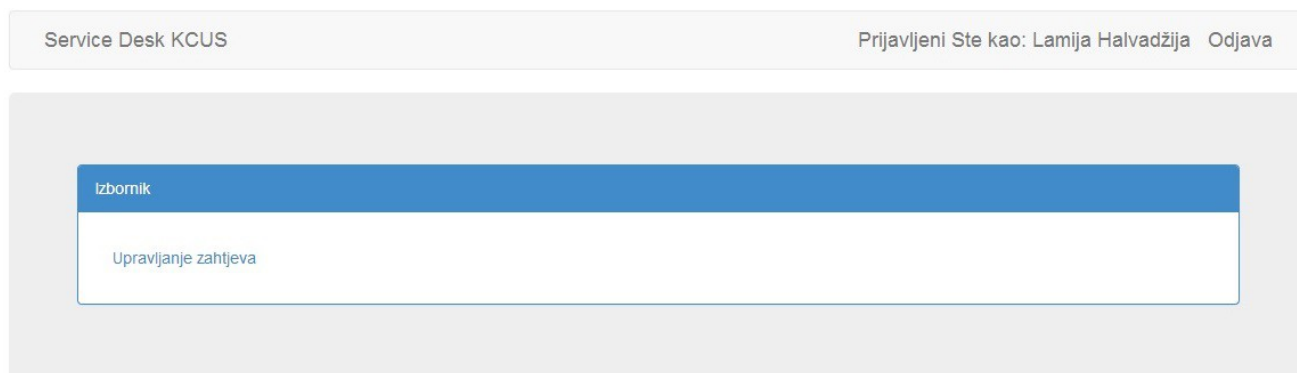 Service Desk KCUS Prijavljeni Ste kao: Lamija Halvadžija Odjava
Izbornik
Upravljanje zahtjeva